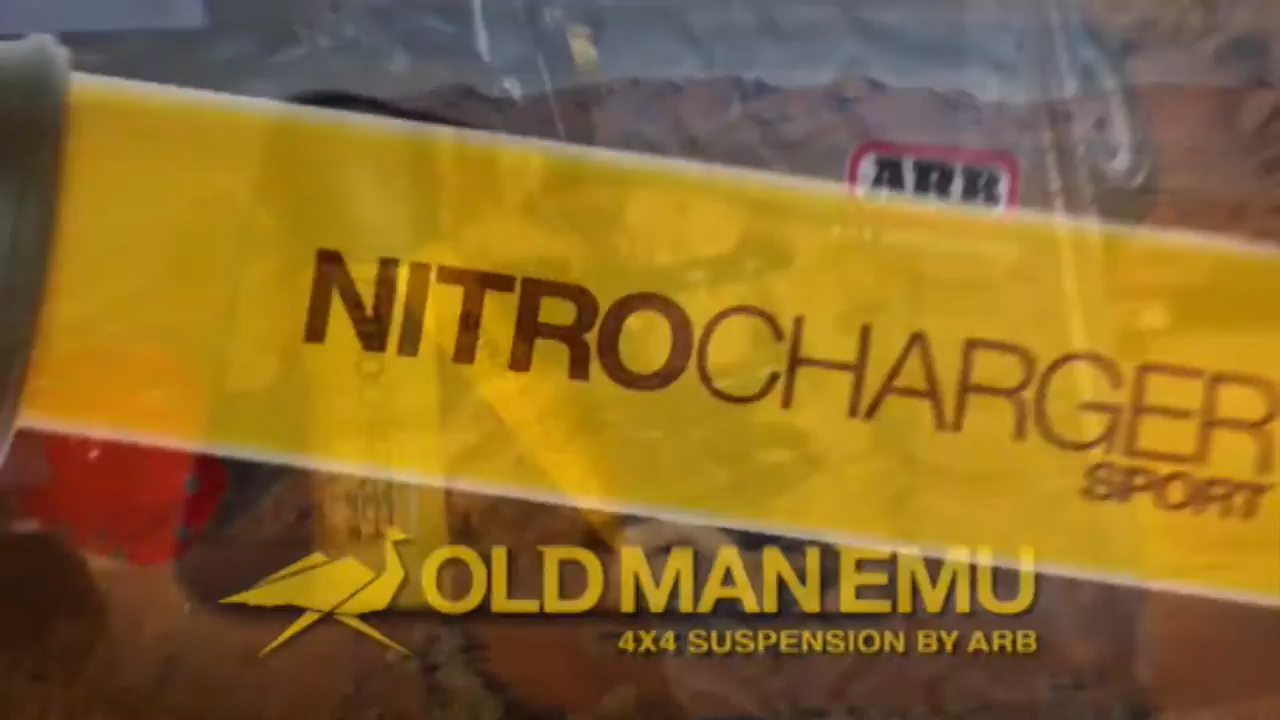 ARB
NITROCHARGER
SPORT
OLD MAN EMU
4X4 SUSPENSION BY ARB